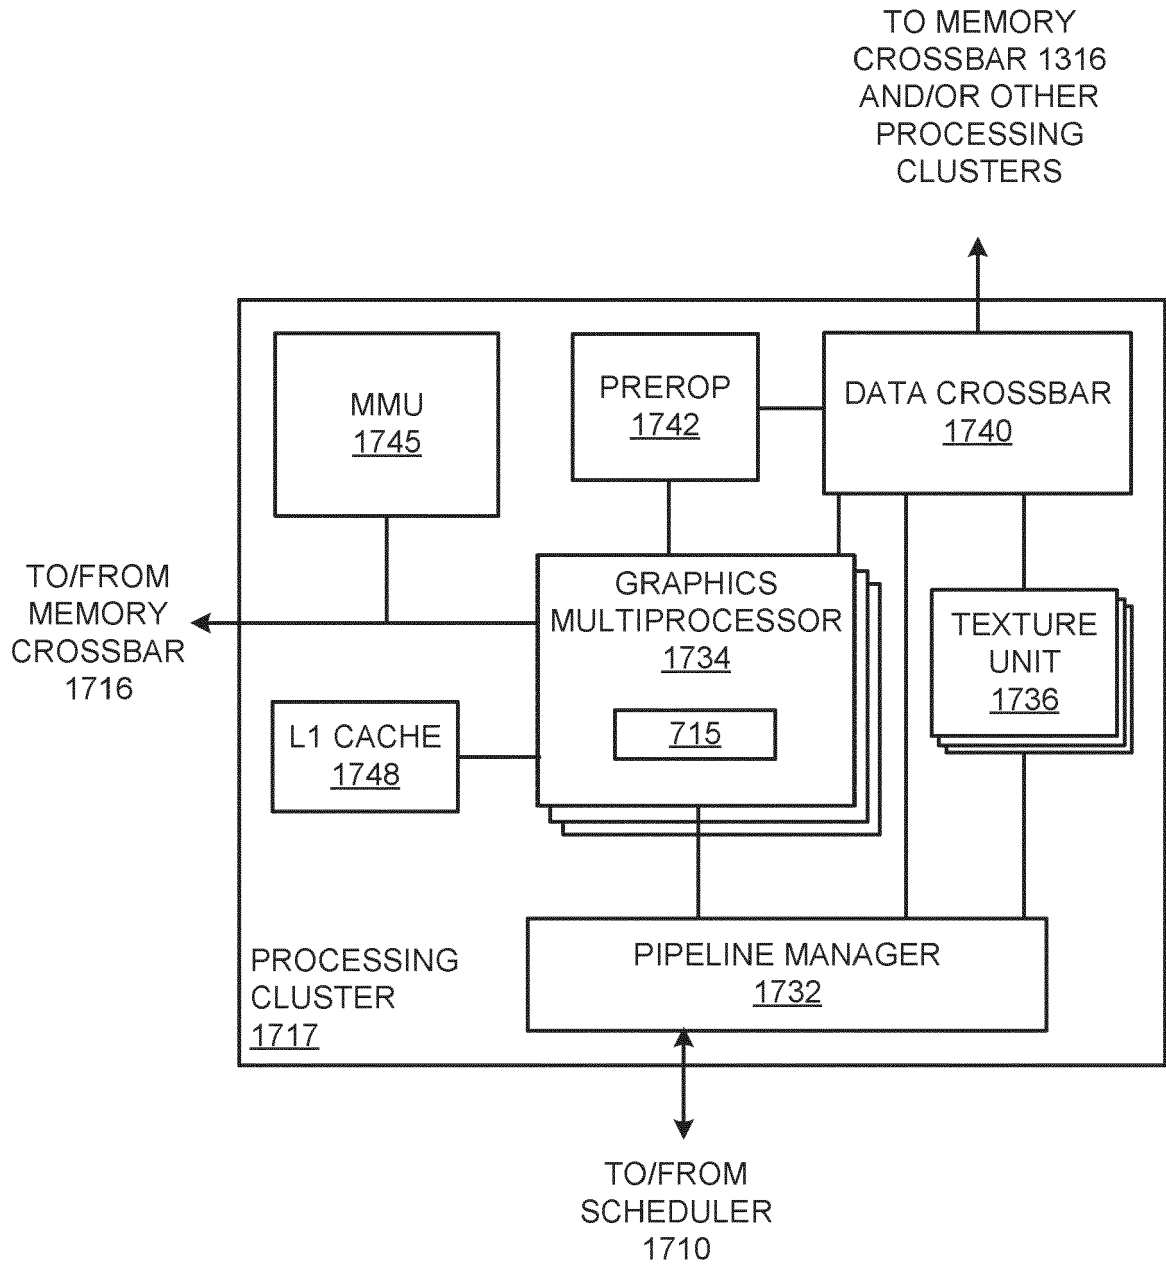 TO MEMORY
CROSSBAR 1316
AND/OR OTHER
PROCESSING
CLUSTERS
MMU
1745
PREROP
1742
DATA CROSSBAR
1740
TO/FROM
MEMORY
CROSSBAR
1716
GRAPHICS
MULTIPROCESSOR
1734
715
TEXTURE
UNIT
1736
L1 CACHE
1748
PROCESSING
CLUSTER
1717
PIPELINE MANAGER
1732
TO/FROM
SCHEDULER
1710